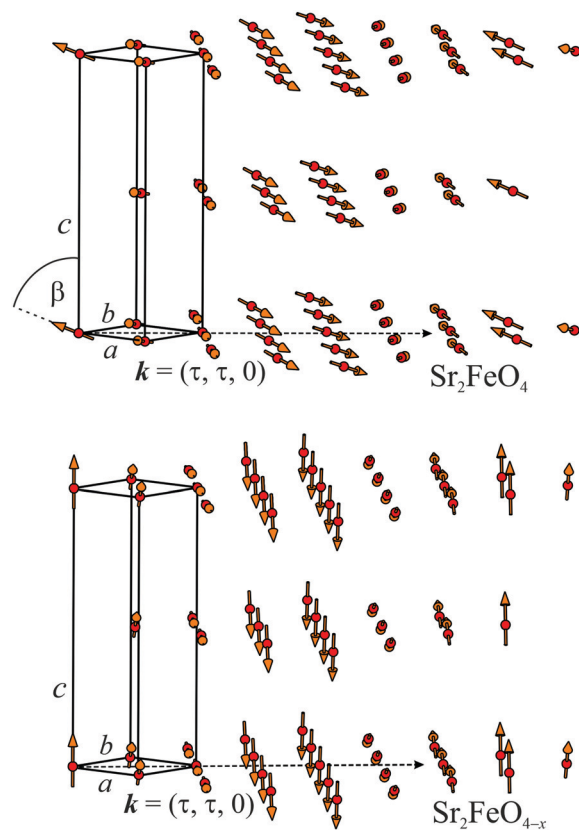 c
β
b
a
k = (τ, τ, 0)
Sr₂FeO₄
c
b
a
k = (τ, τ, 0)
Sr₂FeO₄₋ₓ